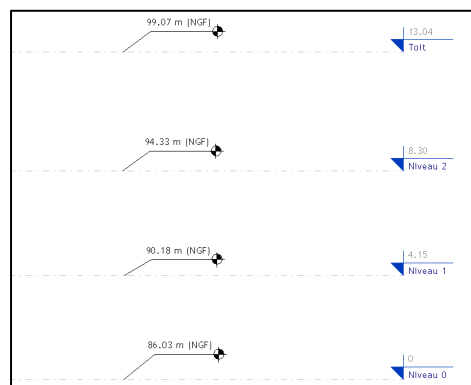 99.07 m (NGF)
13.04
Toit
94.33 m (NGF)
8.30
Niveau 2
90.18 m (NGF)
4.15
Niveau 1
86.03 m (NGF)
0
Niveau 0